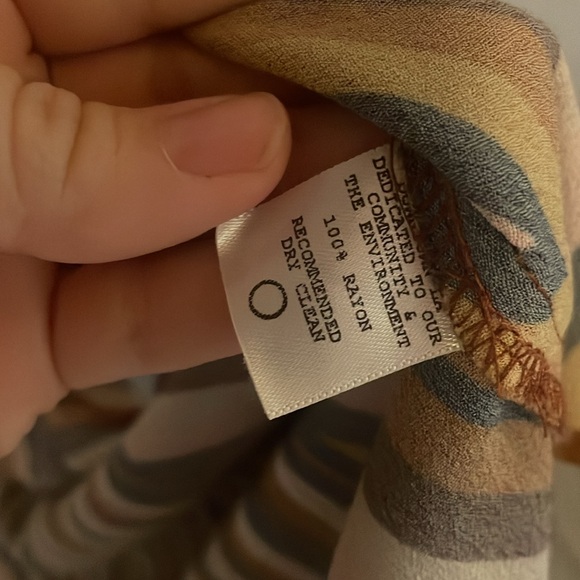 DEDICATED TO OUR
COMMUNITY &
THE ENVIRONMENT
100% RAYON
RECOMMENDED
DRY CLEAN